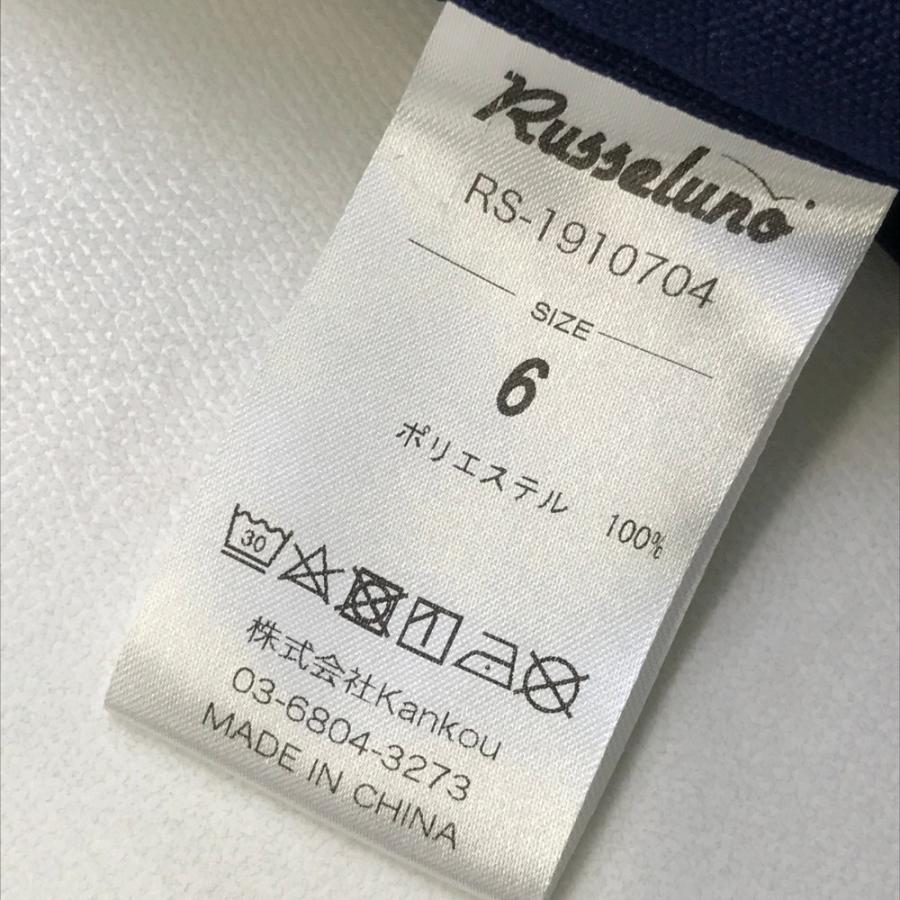 Russeluno
RS-1910704
SIZE
6
ポリエステル 100%
30
株式会社Kankou
03-6804-3273
MADE IN CHINA